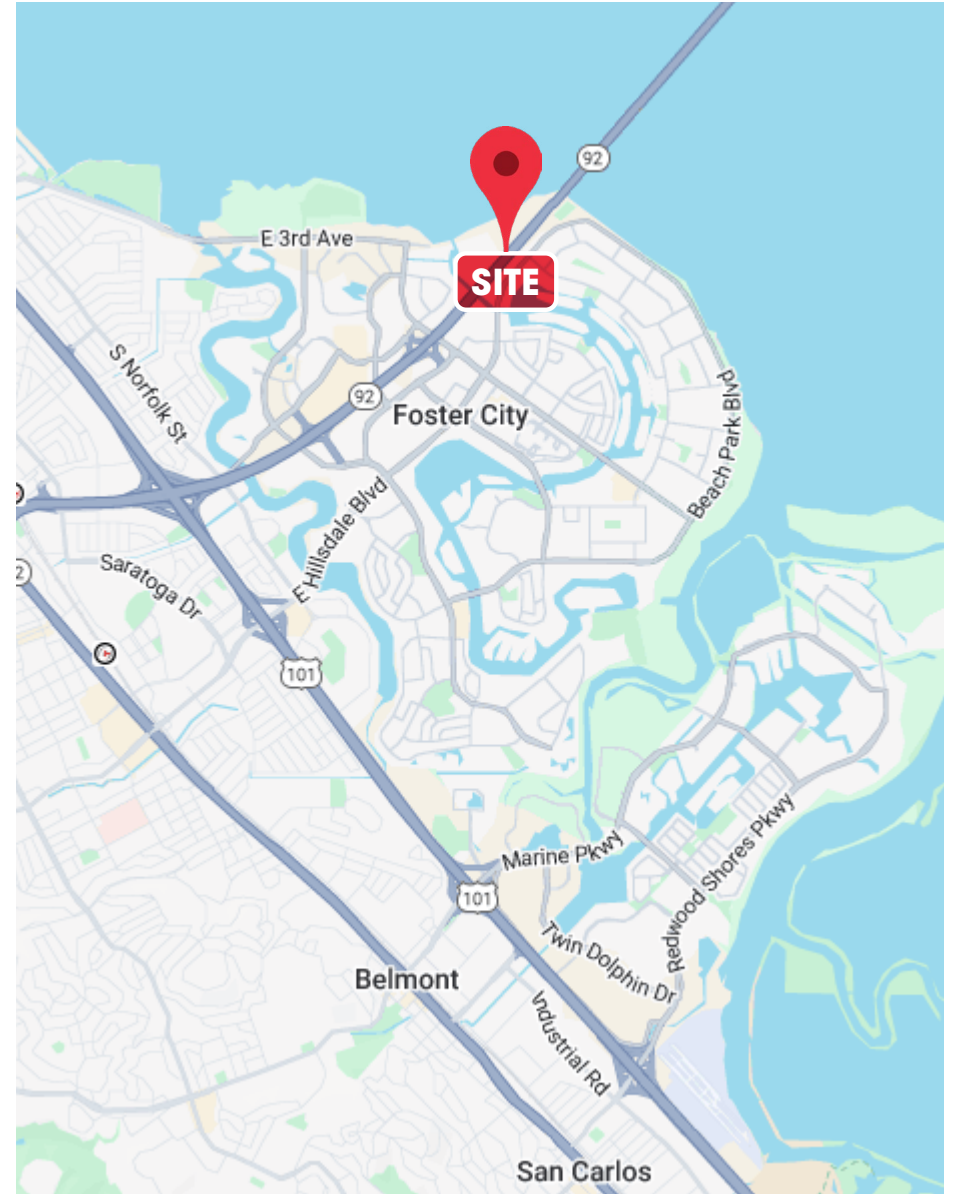 92
E 3rd Ave
SITE
S Norfolk St
92
Foster City
Beach Park Blvd
E Hillsdale Blvd
Saratoga Dr
2
101
Marine Pkwy
Redwood Shores Pkwy
101
Twin Dolphin Dr
Belmont
Industrial Rd
San Carlos